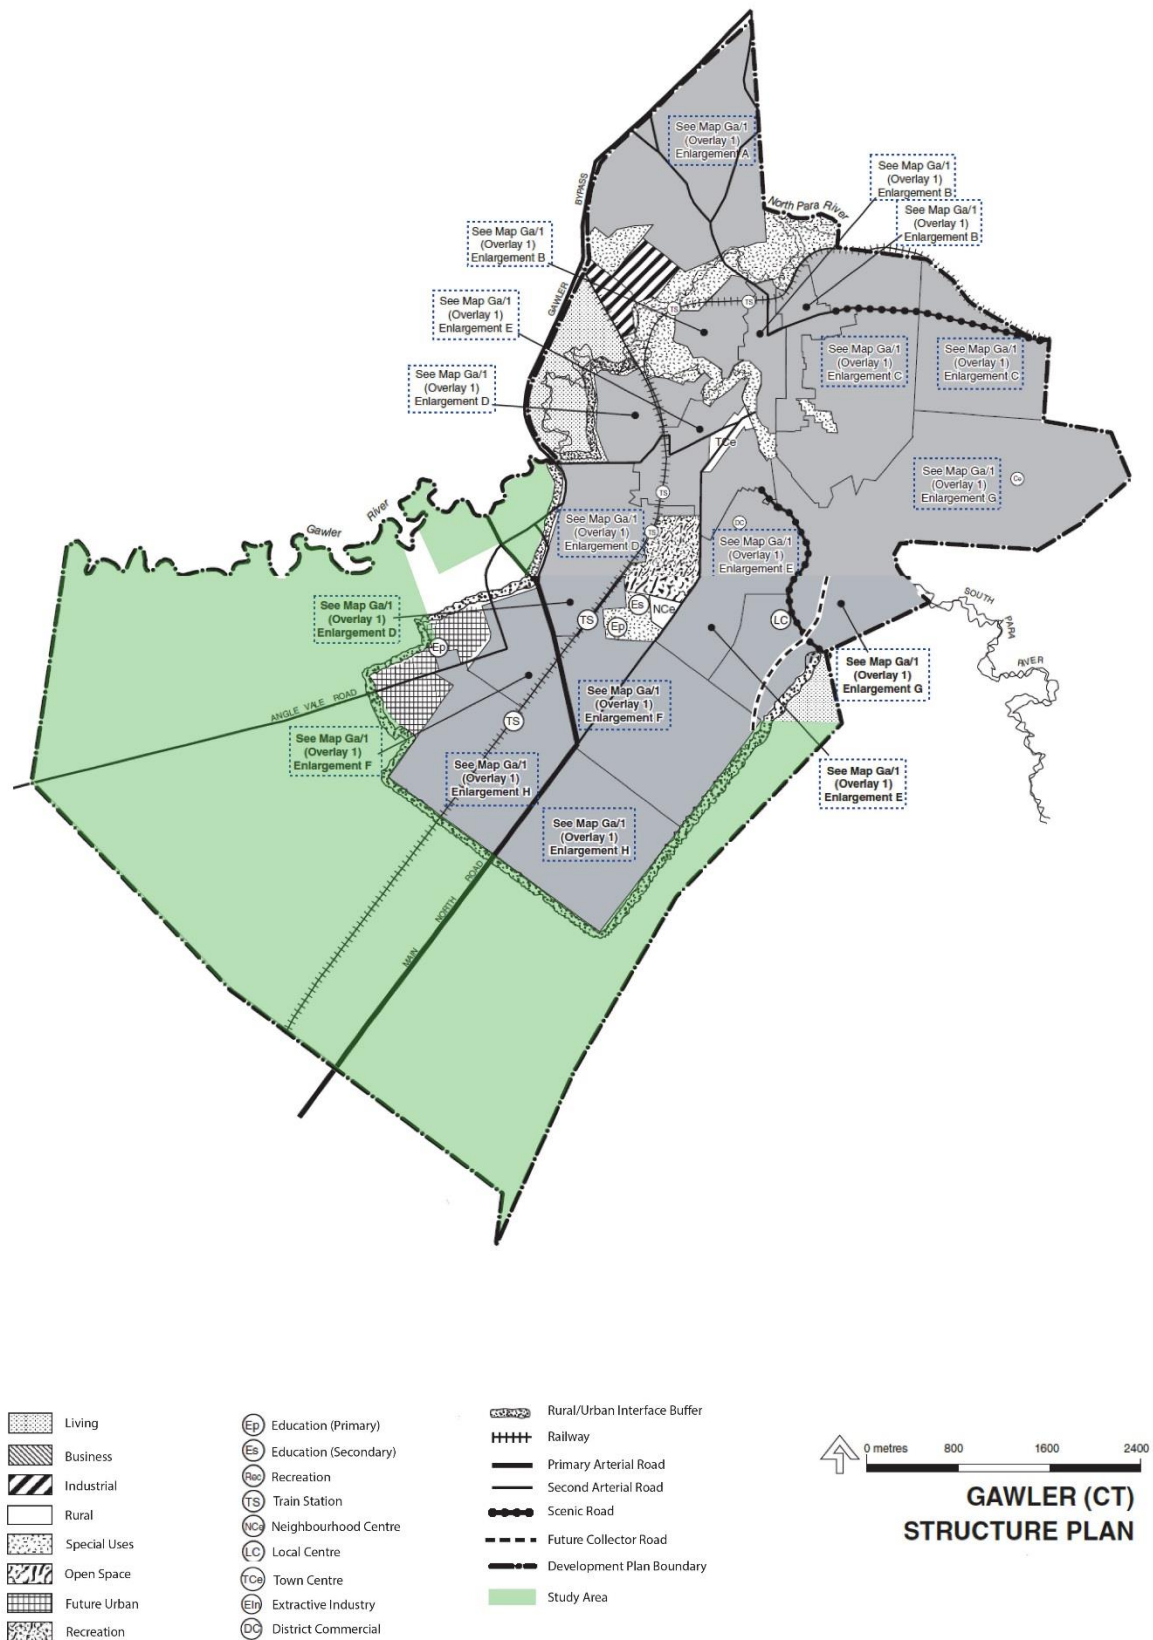 See Map Ga/1
(Overlay 1)
Enlargement A
BYPASS
See Map Ga/1
(Overlay 1)
Enlargement B
North Para River
See Map Ga/1
(Overlay 1)
Enlargement B
See Map Ga/1
(Overlay 1)
Enlargement B
GAWLER
See Map Ga/1
(Overlay 1)
Enlargement E
TS
TS
See Map Ga/1
(Overlay 1)
Enlargement C
See Map Ga/1
(Overlay 1)
Enlargement C
See Map Ga/1
(Overlay 1)
Enlargement D
TCe
See Map Ga/1
(Overlay 1)
Enlargement G
Ce
TS
Gawler River
See Map Ga/1
(Overlay 1)
Enlargement D
TS
DC
See Map Ga/1
(Overlay 1)
Enlargement E
SOUTH PARA RIVER
See Map Ga/1
(Overlay 1)
Enlargement D
Es
NCe
TS
Ep
LC
Ep
See Map Ga/1
(Overlay 1)
Enlargement G
ANGLE VALE ROAD
See Map Ga/1
(Overlay 1)
Enlargement F
TS
See Map Ga/1
(Overlay 1)
Enlargement F
See Map Ga/1
(Overlay 1)
Enlargement H
See Map Ga/1
(Overlay 1)
Enlargement E
See Map Ga/1
(Overlay 1)
Enlargement H
MAIN NORTH ROAD
Living
Business
Industrial
Rural
Special Uses
Open Space
Future Urban
Recreation
Ep Education (Primary)
Es Education (Secondary)
Rec Recreation
TS Train Station
NCe Neighbourhood Centre
LC Local Centre
TCe Town Centre
EIn Extractive Industry
DC District Commercial
Rural/Urban Interface Buffer
Railway
Primary Arterial Road
Second Arterial Road
Scenic Road
Future Collector Road
Development Plan Boundary
Study Area
0 metres 800 1600 2400
GAWLER (CT)
STRUCTURE PLAN